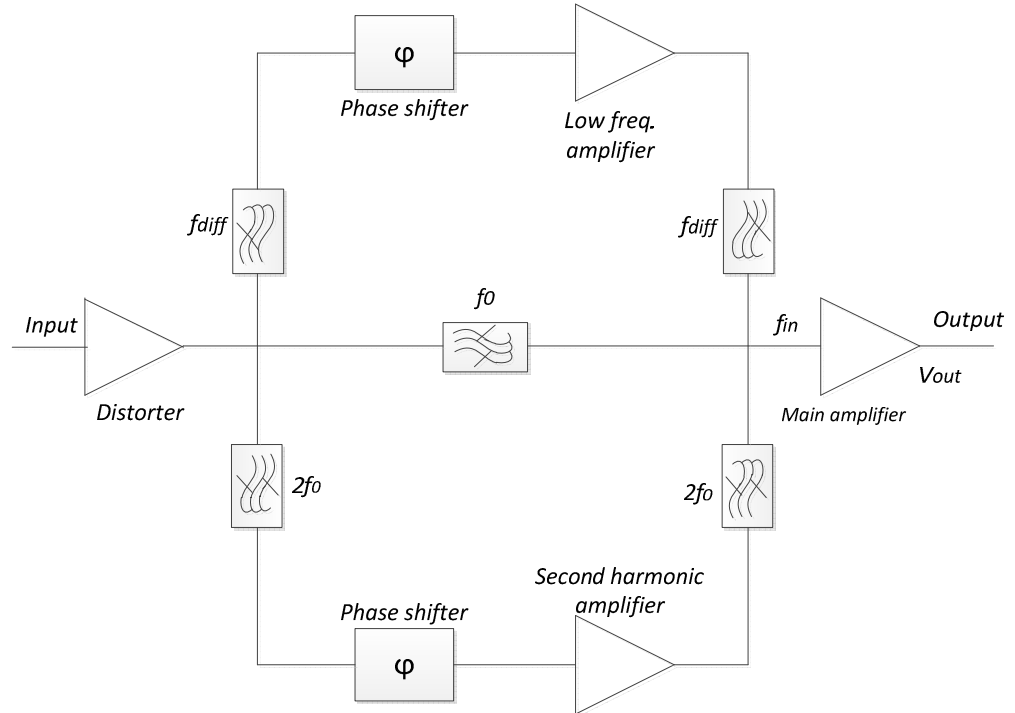 φ
Phase shifter
Low freq.
amplifier
fdiff
fdiff
f0
Input
fin
Output
Vout
Distorter
Main amplifier
2f0
2f0
Second harmonic
amplifier
Phase shifter
φ